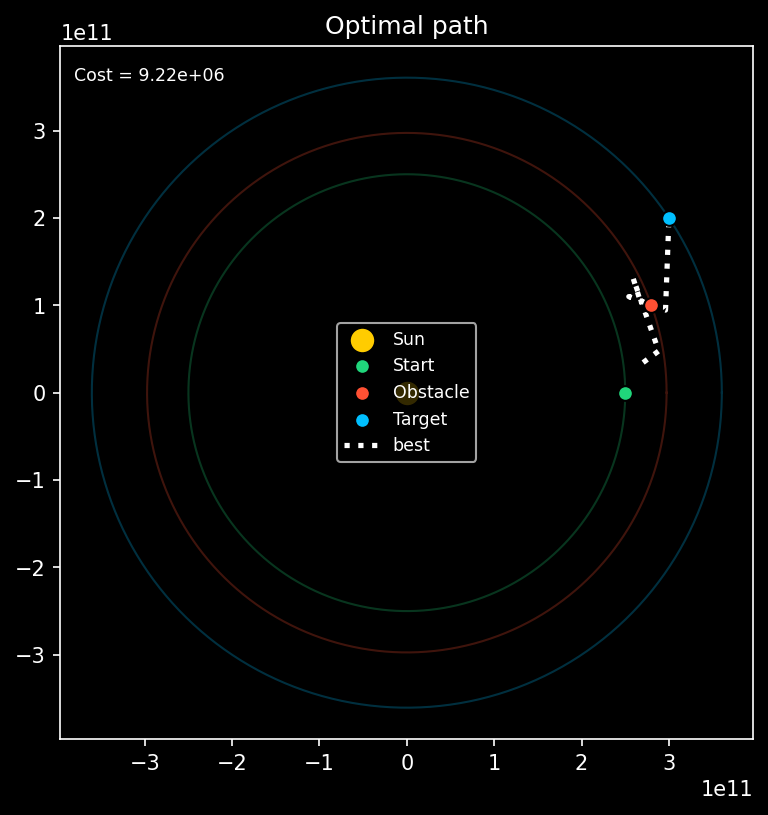 Optimal path
1e11
Cost = 9.22e+06
3
2
1
0
−1
−2
−3
Sun
Start
Obstacle
Target
best
−3 −2 −1 0 1 2 3
1e11